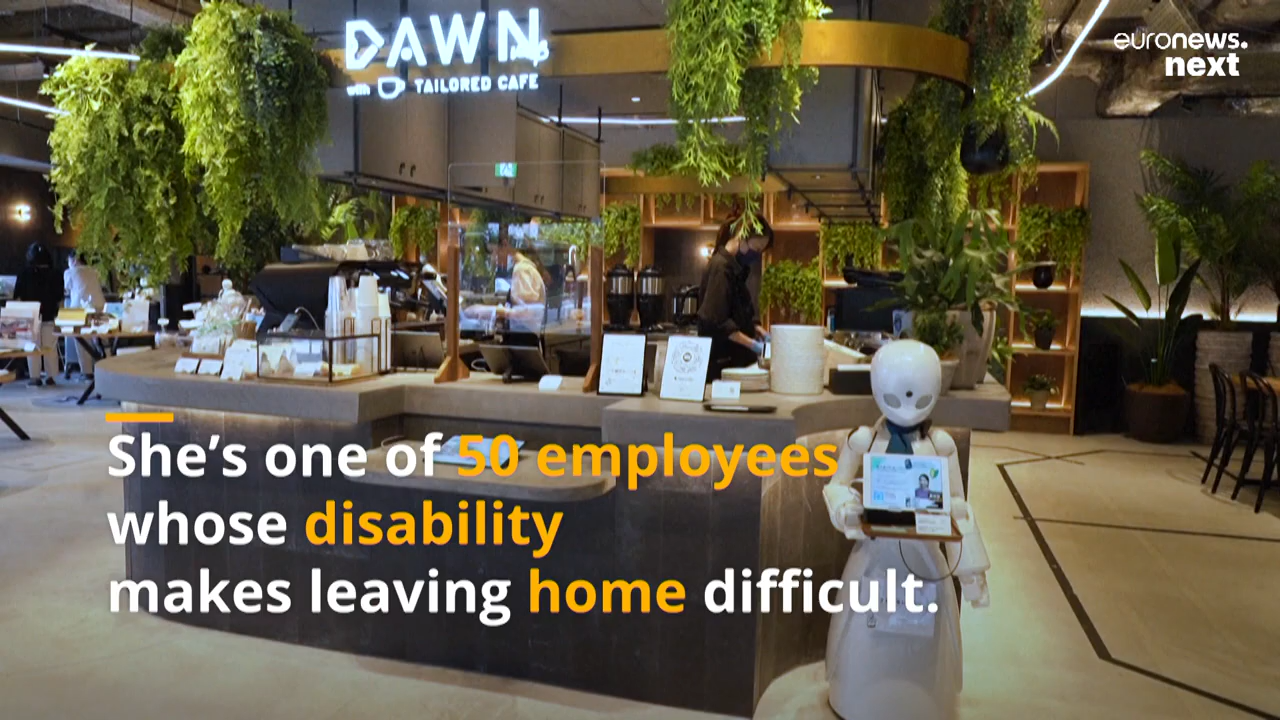 DAWN
with TAILORED CAFE
euronews.
next
She's one of 50 employees
whose disability
makes leaving home difficult.